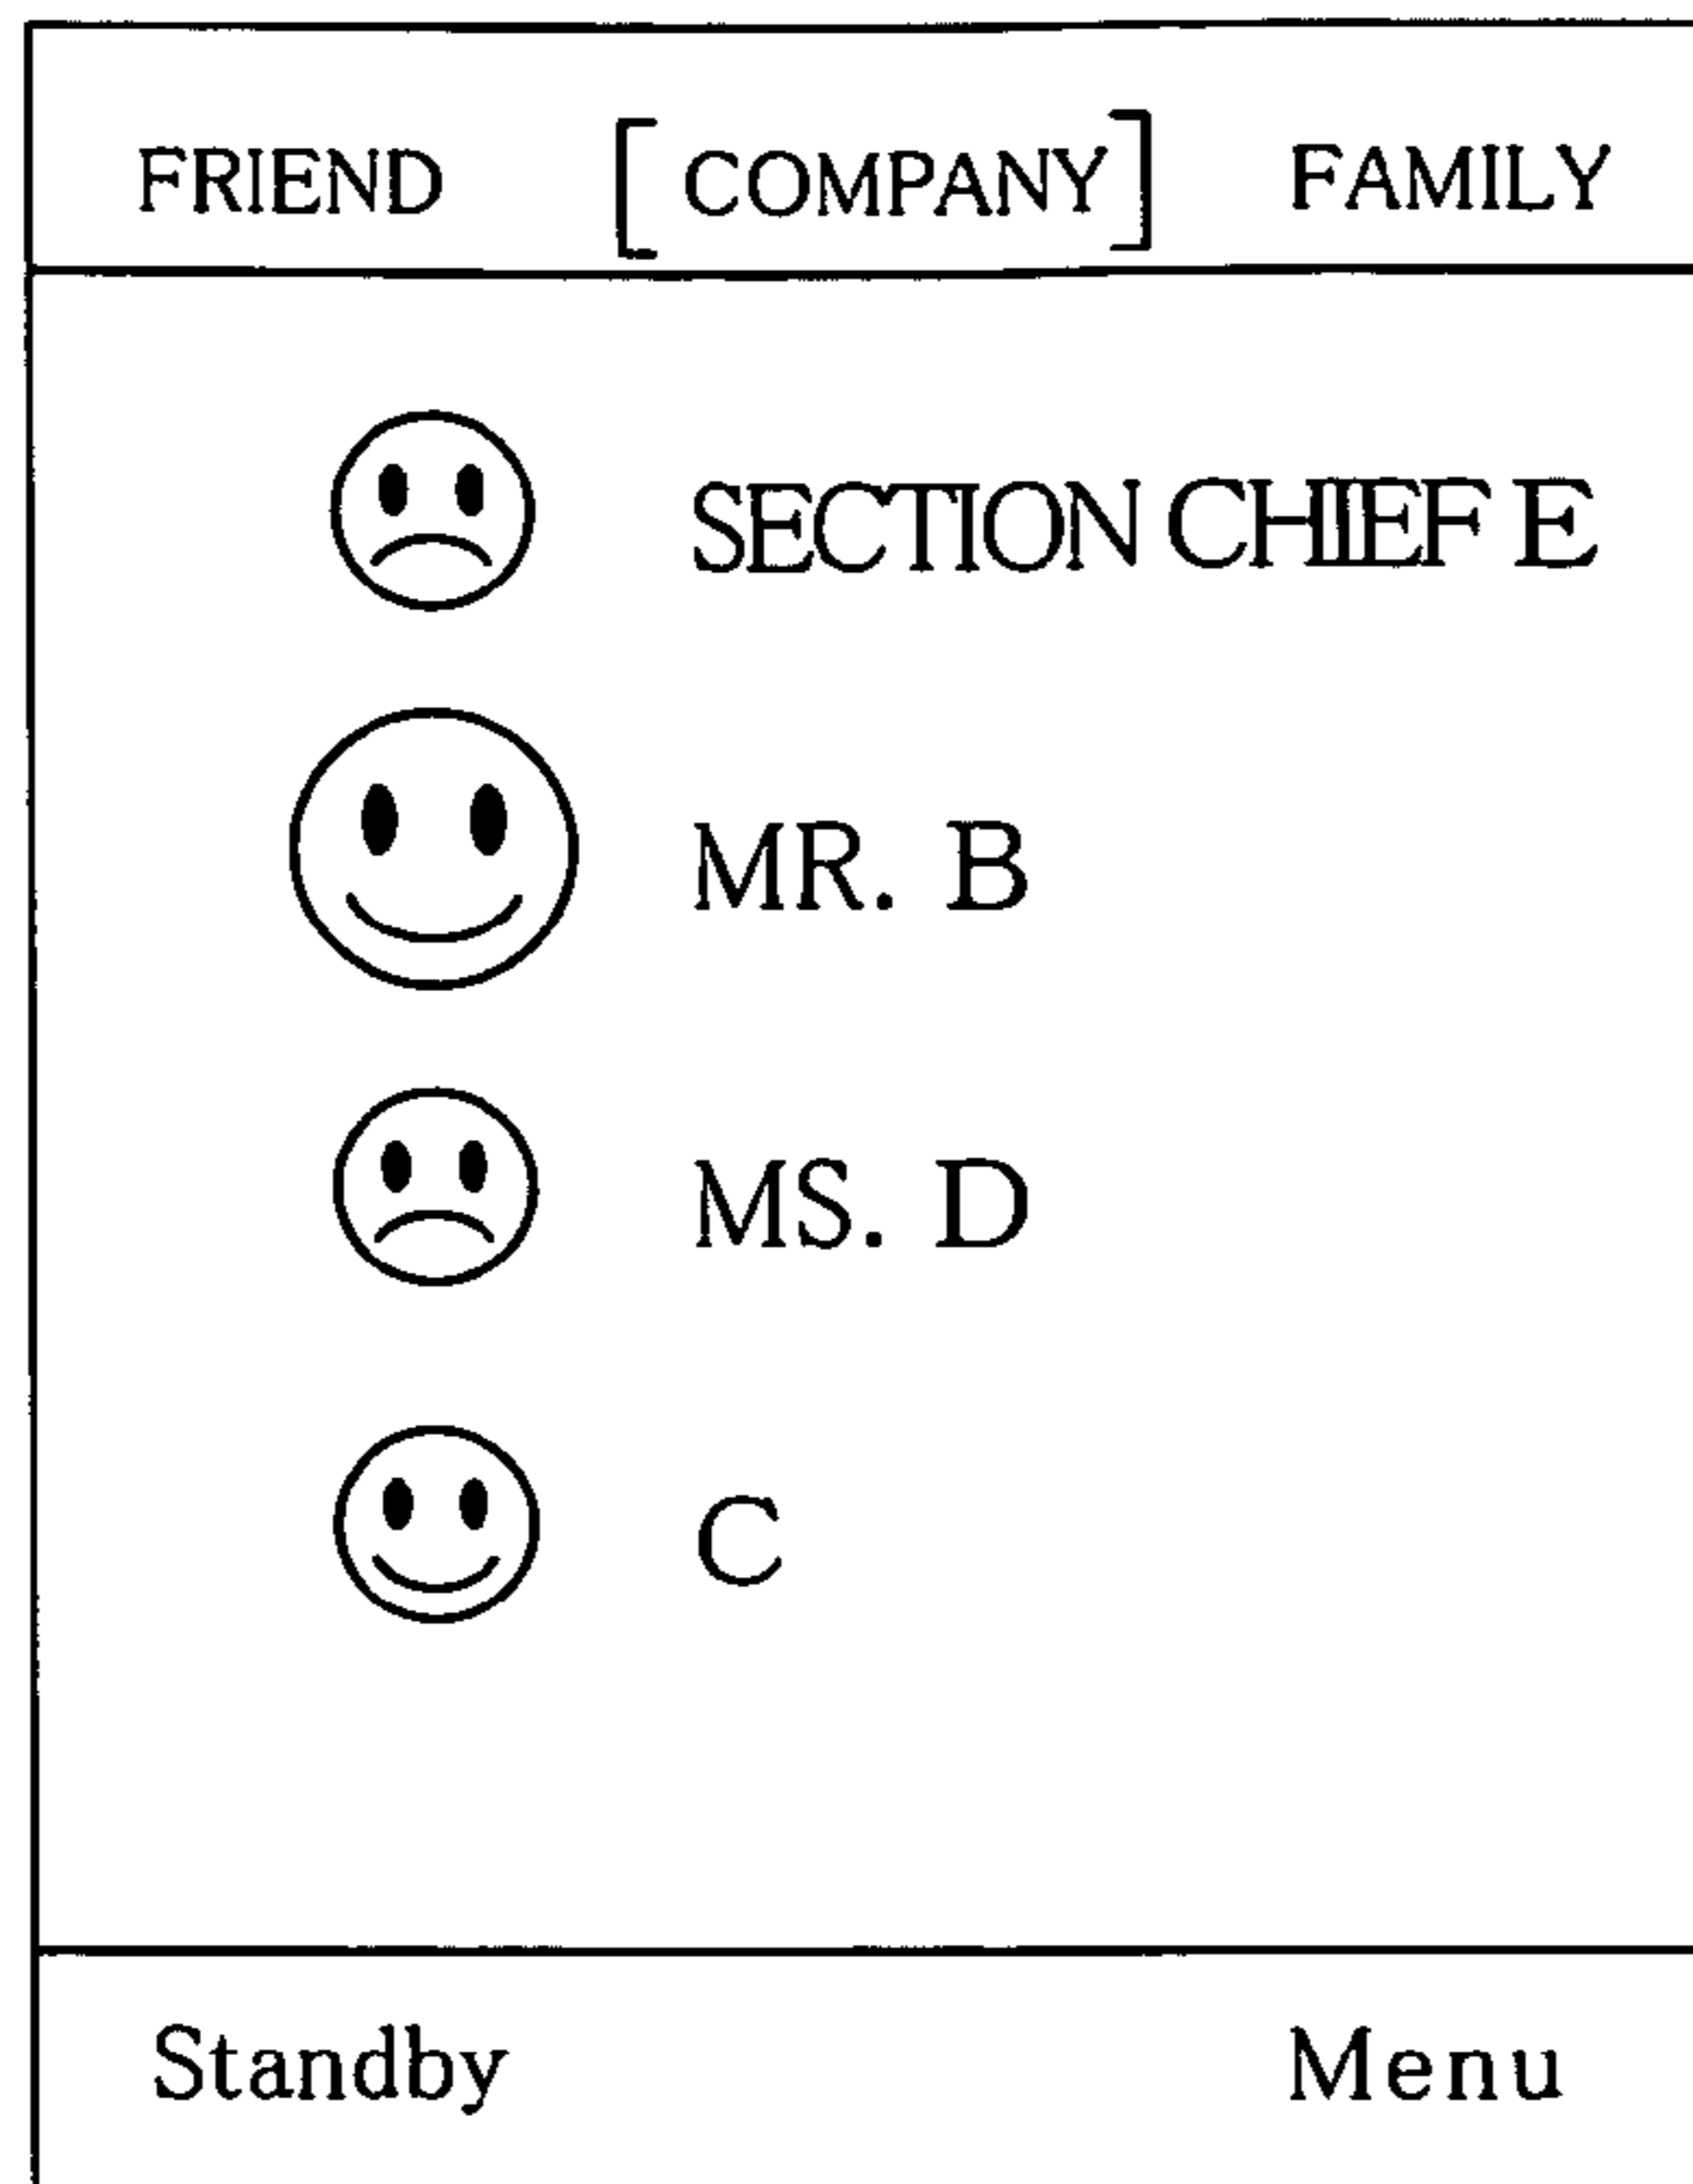 FRIEND [COMPANY] FAMILY
SECTION CHIEF E
MR. B
MS. D
C
Standby Menu